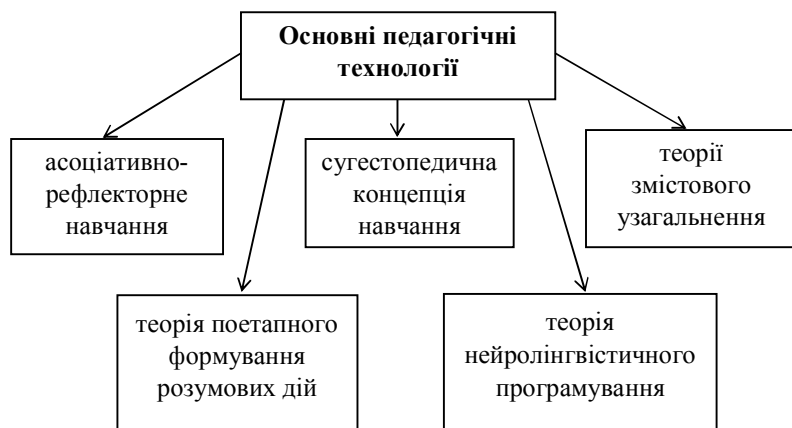 Основні педагогічні
технології
асоціативно-
рефлекторне
навчання
сугестопедична
концепція
навчання
теорії
змістового
узагальнення
теорія поетапного
формування
розумових дій
теорія
нейролінгвістичного
програмування